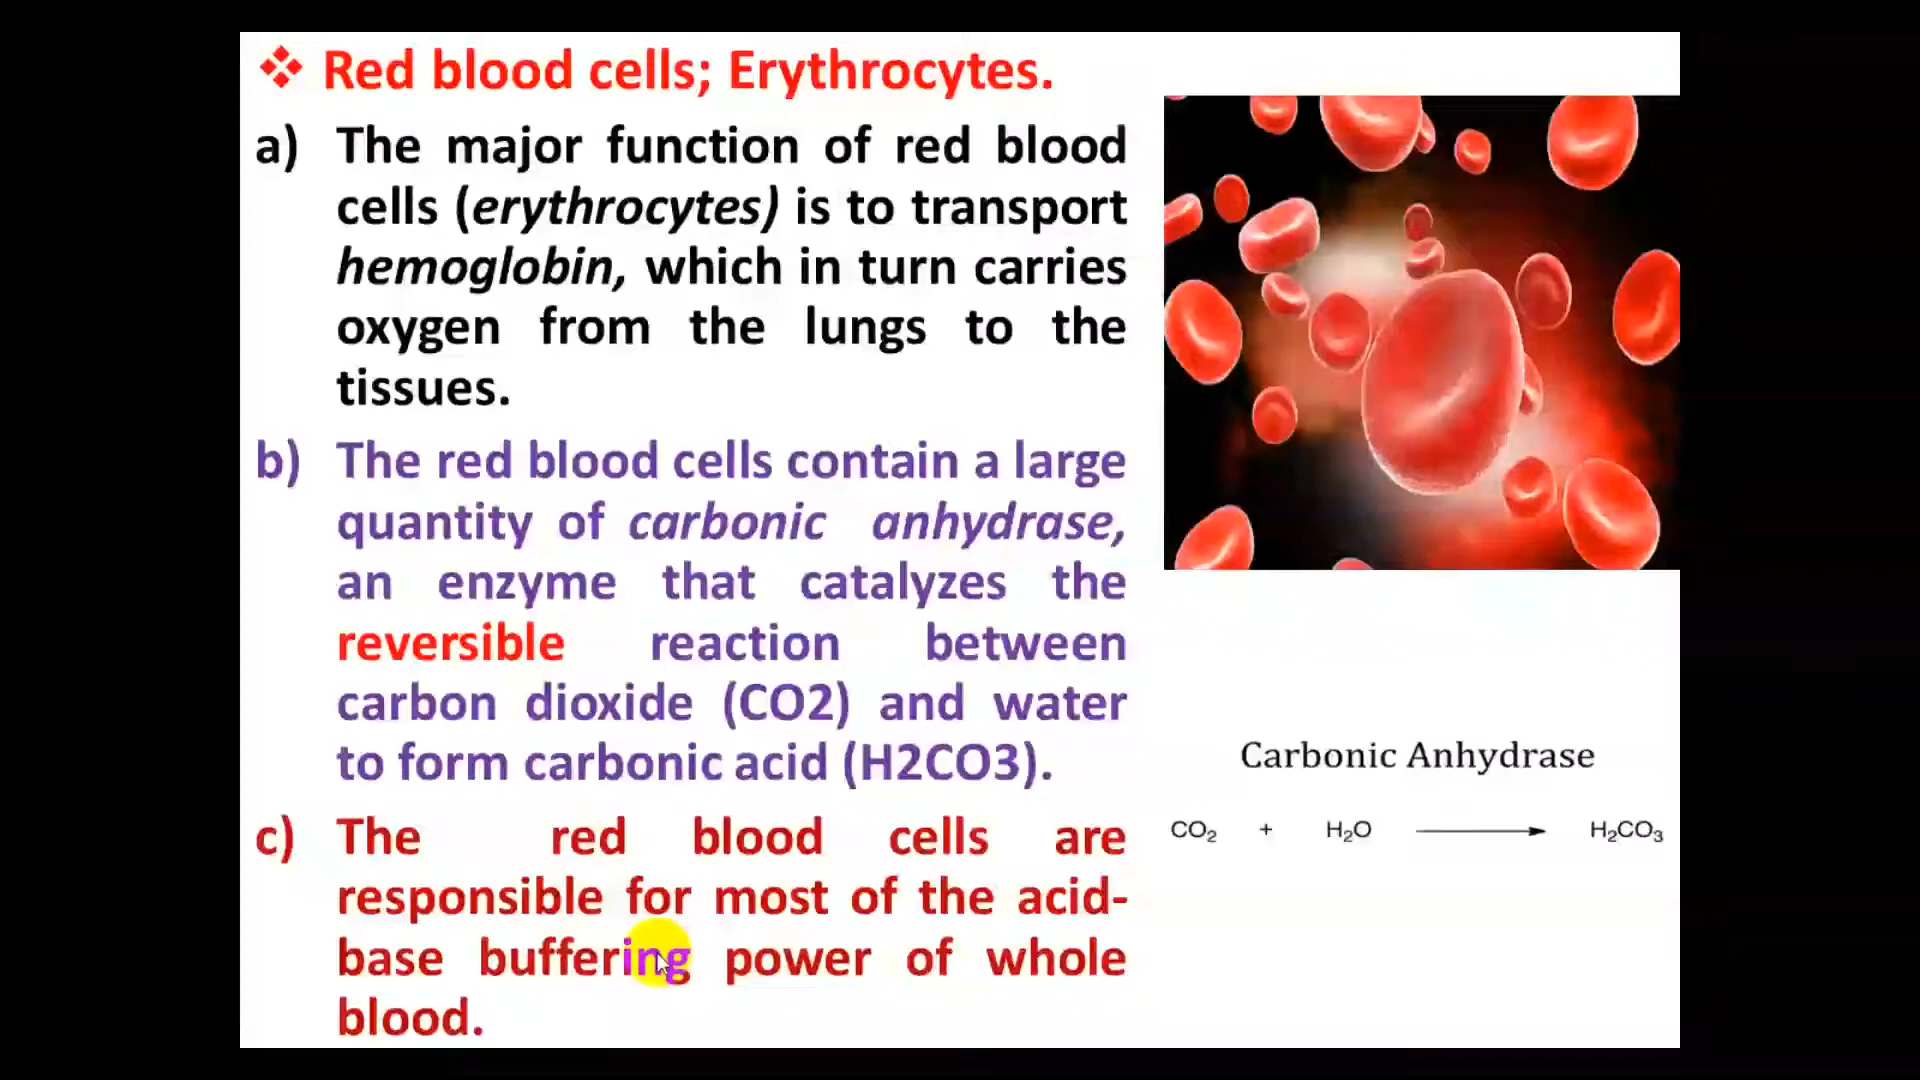 ❖ Red blood cells; Erythrocytes.
a) The major function of red blood
cells (erythrocytes) is to transport
hemoglobin, which in turn carries
oxygen from the lungs to the
tissues.
b) The red blood cells contain a large
quantity of carbonic anhydrase,
an enzyme that catalyzes the
reversible reaction between
carbon dioxide (CO2) and water
to form carbonic acid (H2CO3).
c) The red blood cells are
responsible for most of the acid-
base buffering power of whole
blood.
Carbonic Anhydrase
CO₂ + H₂O ⟶ H₂CO₃